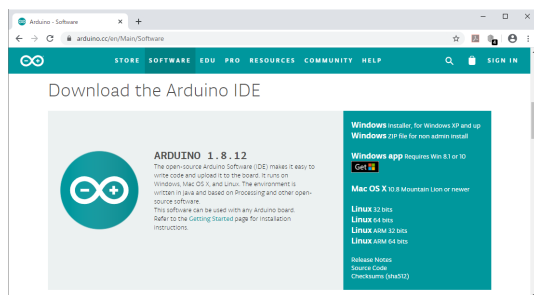 Arduino - Software
arduino.cc/en/Main/Software
STORE SOFTWARE EDU PRO RESOURCES COMMUNITY HELP SIGN IN
Download the Arduino IDE
ARDUINO 1.8.12
The open-source Arduino Software (IDE) makes it easy to
write code and upload it to the board. It runs on
Windows, Mac OS X, and Linux. The environment is
written in Java and based on Processing and other open-
source software.
This software can be used with any Arduino board.
Refer to the Getting Started page for Installation
instructions.
Windows Installer, for Windows XP and up
Windows ZIP file for non admin install
Windows app Requires Win 8.1 or 10
Get
Mac OS X 10.8 Mountain Lion or newer
Linux 32 bits
Linux 64 bits
Linux ARM 32 bits
Linux ARM 64 bits
Release Notes
Source Code
Checksums (sha512)